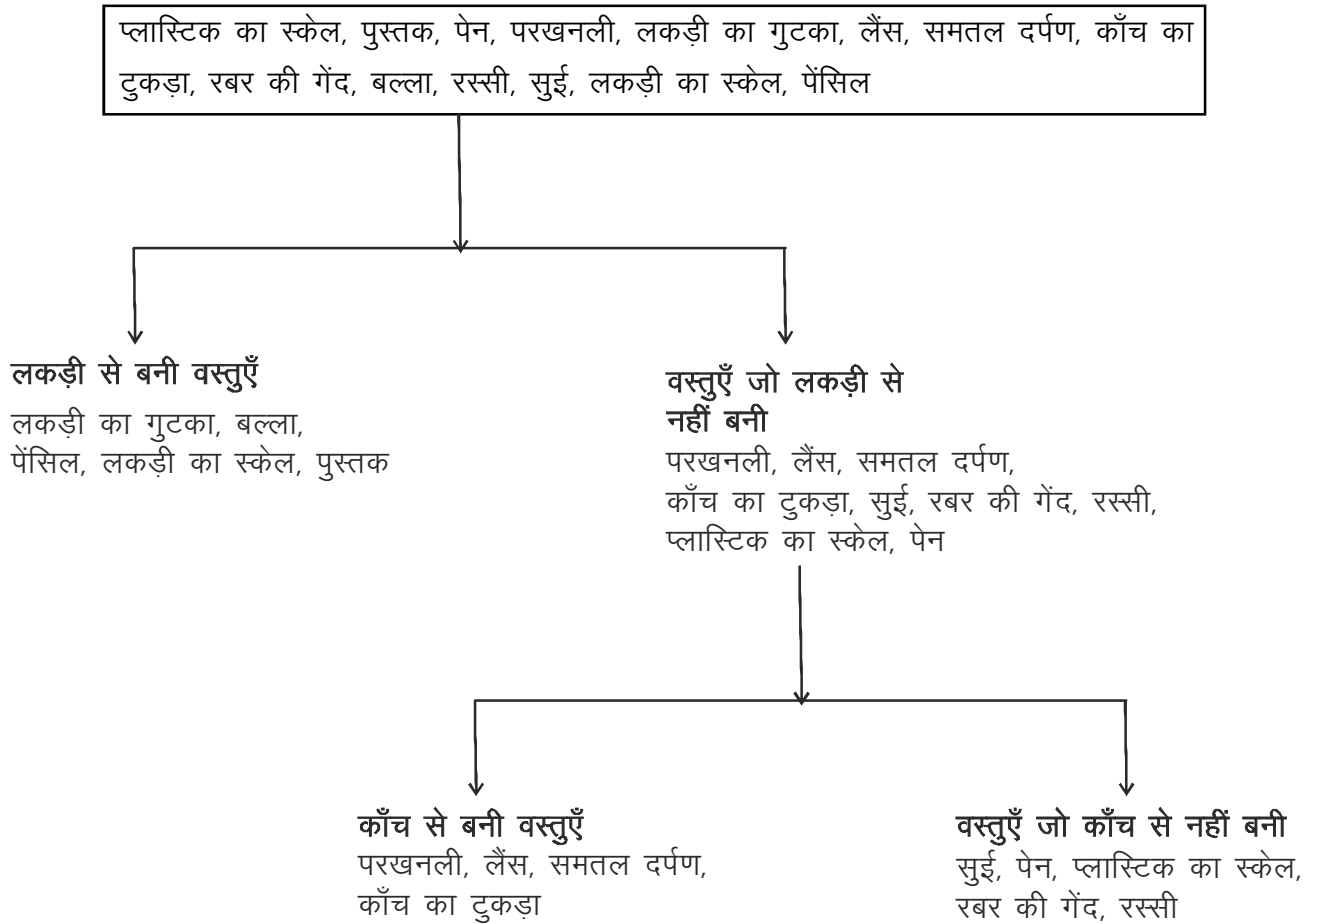 प्लास्टिक का स्केल, पुस्तक, पेन, परखनली, लकड़ी का गुटका, लैंस, समतल दर्पण, काँच का
टुकड़ा, रबर की गेंद, बल्ला, रस्सी, सुई, लकड़ी का स्केल, पेंसिल
लकड़ी से बनी वस्तुएँ
लकड़ी का गुटका, बल्ला,
पेंसिल, लकड़ी का स्केल, पुस्तक
वस्तुएँ जो लकड़ी से
नहीं बनी
परखनली, लैंस, समतल दर्पण,
काँच का टुकड़ा, सुई, रबर की गेंद, रस्सी,
प्लास्टिक का स्केल, पेन
काँच से बनी वस्तुएँ
परखनली, लैंस, समतल दर्पण,
काँच का टुकड़ा
वस्तुएँ जो काँच से नहीं बनी
सुई, पेन, प्लास्टिक का स्केल,
रबर की गेंद, रस्सी